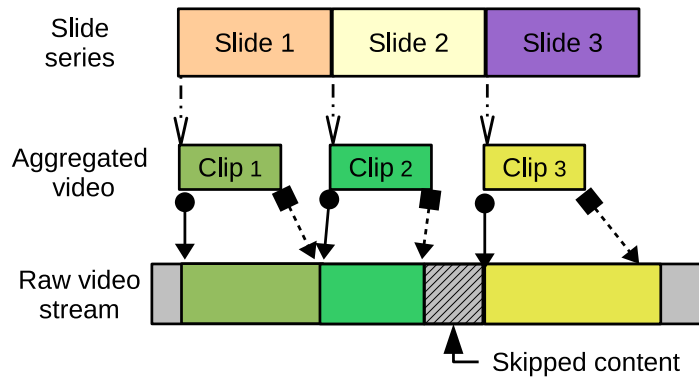 Slide
series
Slide 1
Slide 2
Slide 3
Aggregated
video
Clip 1
Clip 2
Clip 3
Raw video
stream
Skipped content